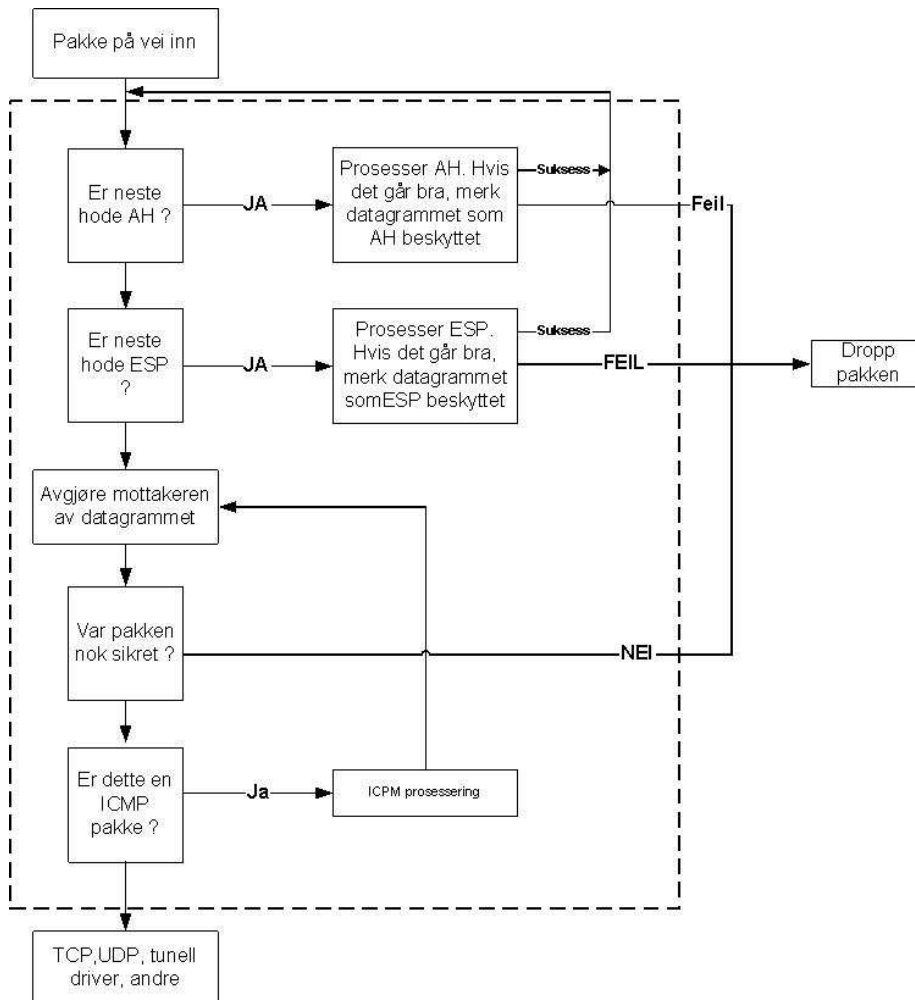 Pakke på vei inn
Er neste
hode AH ?
JA
Prosesser AH. Hvis
det går bra, merk
datagrammet som
AH beskyttet
Suksess
Feil
Er neste
hode ESP
?
JA
Prosesser ESP.
Hvis det går bra,
merk datagrammet
somESP beskyttet
Suksess
FEIL
Dropp
pakken
Avgjøre mottakeren
av datagrammet
Var pakken
nok sikret ?
NEI
Er dette en
ICMP
pakke ?
Ja
ICPM prosessering
TCP,UDP, tunell
driver, andre